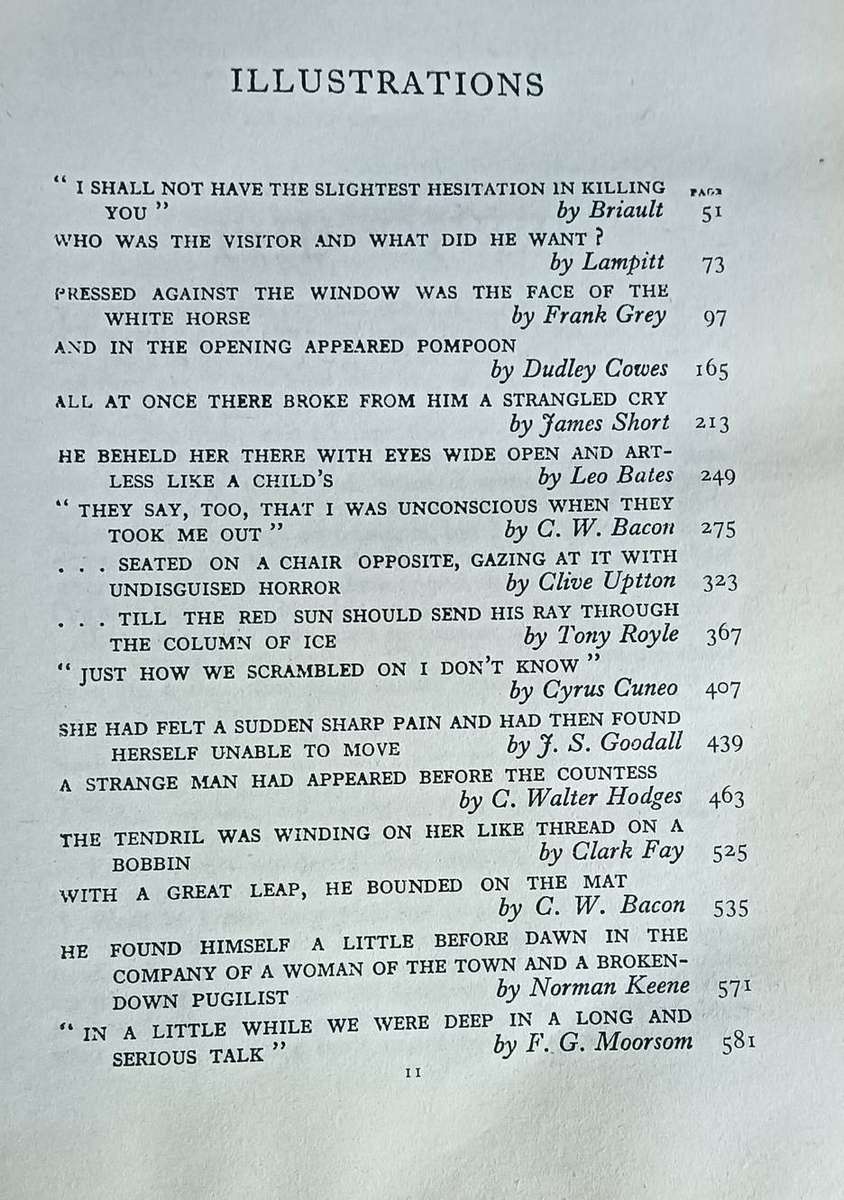 ILLUSTRATIONS
PAGE
“ I SHALL NOT HAVE THE SLIGHTEST HESITATION IN KILLING
YOU ” by Briault 51
WHO WAS THE VISITOR AND WHAT DID HE WANT ?
by Lampitt 73
PRESSED AGAINST THE WINDOW WAS THE FACE OF THE
WHITE HORSE by Frank Grey 97
AND IN THE OPENING APPEARED POMPOON
by Dudley Cowes 165
ALL AT ONCE THERE BROKE FROM HIM A STRANGLED CRY
by James Short 213
HE BEHELD HER THERE WITH EYES WIDE OPEN AND ART-
LESS LIKE A CHILD'S by Leo Bates 249
“ THEY SAY, TOO, THAT I WAS UNCONSCIOUS WHEN THEY
TOOK ME OUT ” by C. W. Bacon 275
. . . SEATED ON A CHAIR OPPOSITE, GAZING AT IT WITH
UNDISGUISED HORROR by Clive Uptton 323
. . . TILL THE RED SUN SHOULD SEND HIS RAY THROUGH
THE COLUMN OF ICE by Tony Royle 367
“ JUST HOW WE SCRAMBLED ON I DON'T KNOW ”
by Cyrus Cuneo 407
SHE HAD FELT A SUDDEN SHARP PAIN AND HAD THEN FOUND
HERSELF UNABLE TO MOVE by J. S. Goodall 439
A STRANGE MAN HAD APPEARED BEFORE THE COUNTESS
by C. Walter Hodges 463
THE TENDRIL WAS WINDING ON HER LIKE THREAD ON A
BOBBIN by Clark Fay 525
WITH A GREAT LEAP, HE BOUNDED ON THE MAT
by C. W. Bacon 535
HE FOUND HIMSELF A LITTLE BEFORE DAWN IN THE
COMPANY OF A WOMAN OF THE TOWN AND A BROKEN-
DOWN PUGILIST by Norman Keene 571
“ IN A LITTLE WHILE WE WERE DEEP IN A LONG AND
SERIOUS TALK ” by F. G. Moorsom 581
11